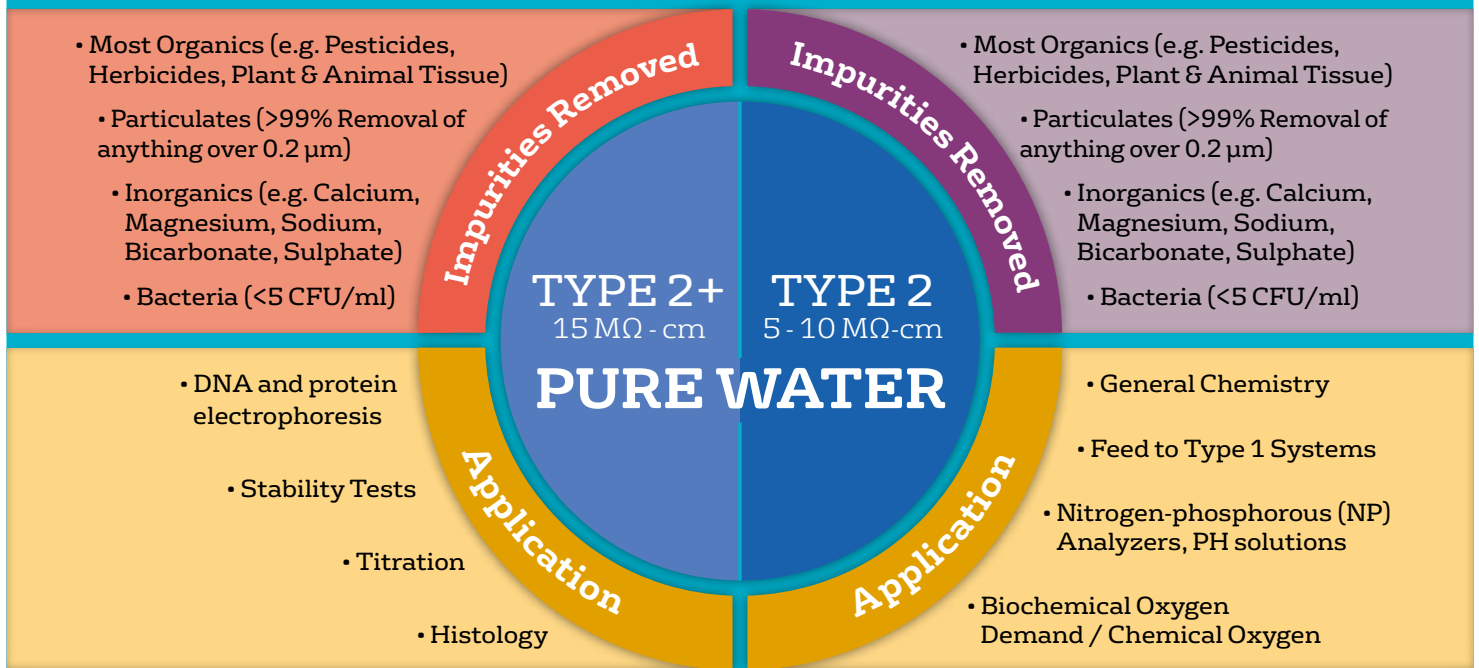 • Most Organics (e.g. Pesticides,
Herbicides, Plant & Animal Tissue)
• Particulates (>99% Removal of
anything over 0.2 µm)
• Inorganics (e.g. Calcium,
Magnesium, Sodium,
Bicarbonate, Sulphate)
• Bacteria (<5 CFU/ml)
Impurities Removed
Impurities Removed
• Most Organics (e.g. Pesticides,
Herbicides, Plant & Animal Tissue)
• Particulates (>99% Removal of
anything over 0.2 µm)
• Inorganics (e.g. Calcium,
Magnesium, Sodium,
Bicarbonate, Sulphate)
• Bacteria (<5 CFU/ml)
TYPE 2+
15 MΩ - cm
TYPE 2
5 - 10 MΩ-cm
PURE WATER
• DNA and protein
electrophoresis
• Stability Tests
• Titration
• Histology
Application
Application
• General Chemistry
• Feed to Type 1 Systems
• Nitrogen-phosphorous (NP)
Analyzers, PH solutions
• Biochemical Oxygen
Demand / Chemical Oxygen